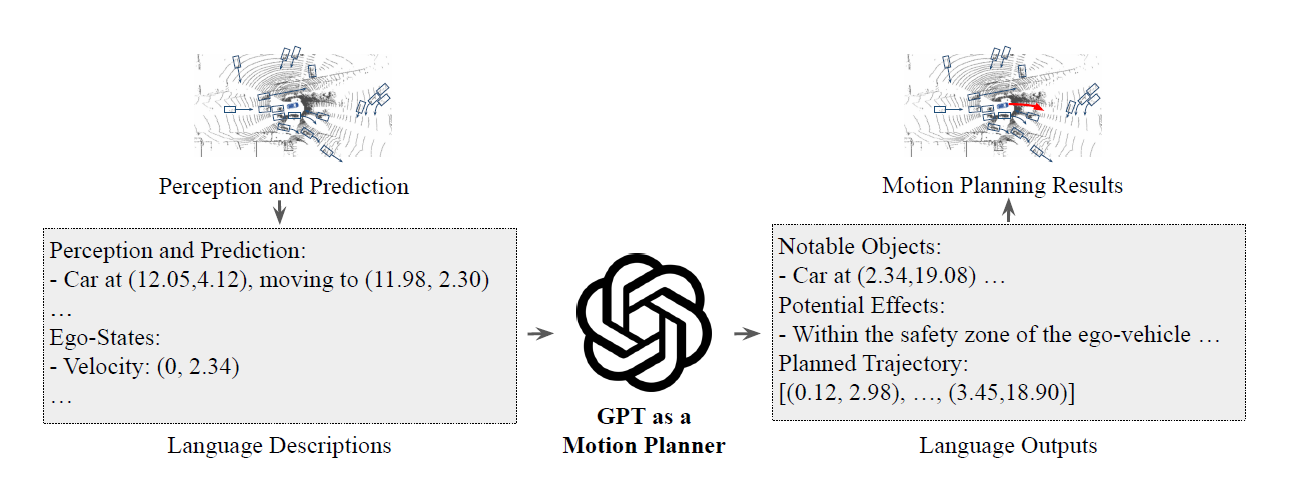 Perception and Prediction
Perception and Prediction:
- Car at (12.05,4.12), moving to (11.98, 2.30)
…
Ego-States:
- Velocity: (0, 2.34)
…
Language Descriptions
GPT as a
Motion Planner
Motion Planning Results
Notable Objects:
- Car at (2.34,19.08) …
Potential Effects:
- Within the safety zone of the ego-vehicle …
Planned Trajectory:
[(0.12, 2.98), …, (3.45,18.90)]
Language Outputs